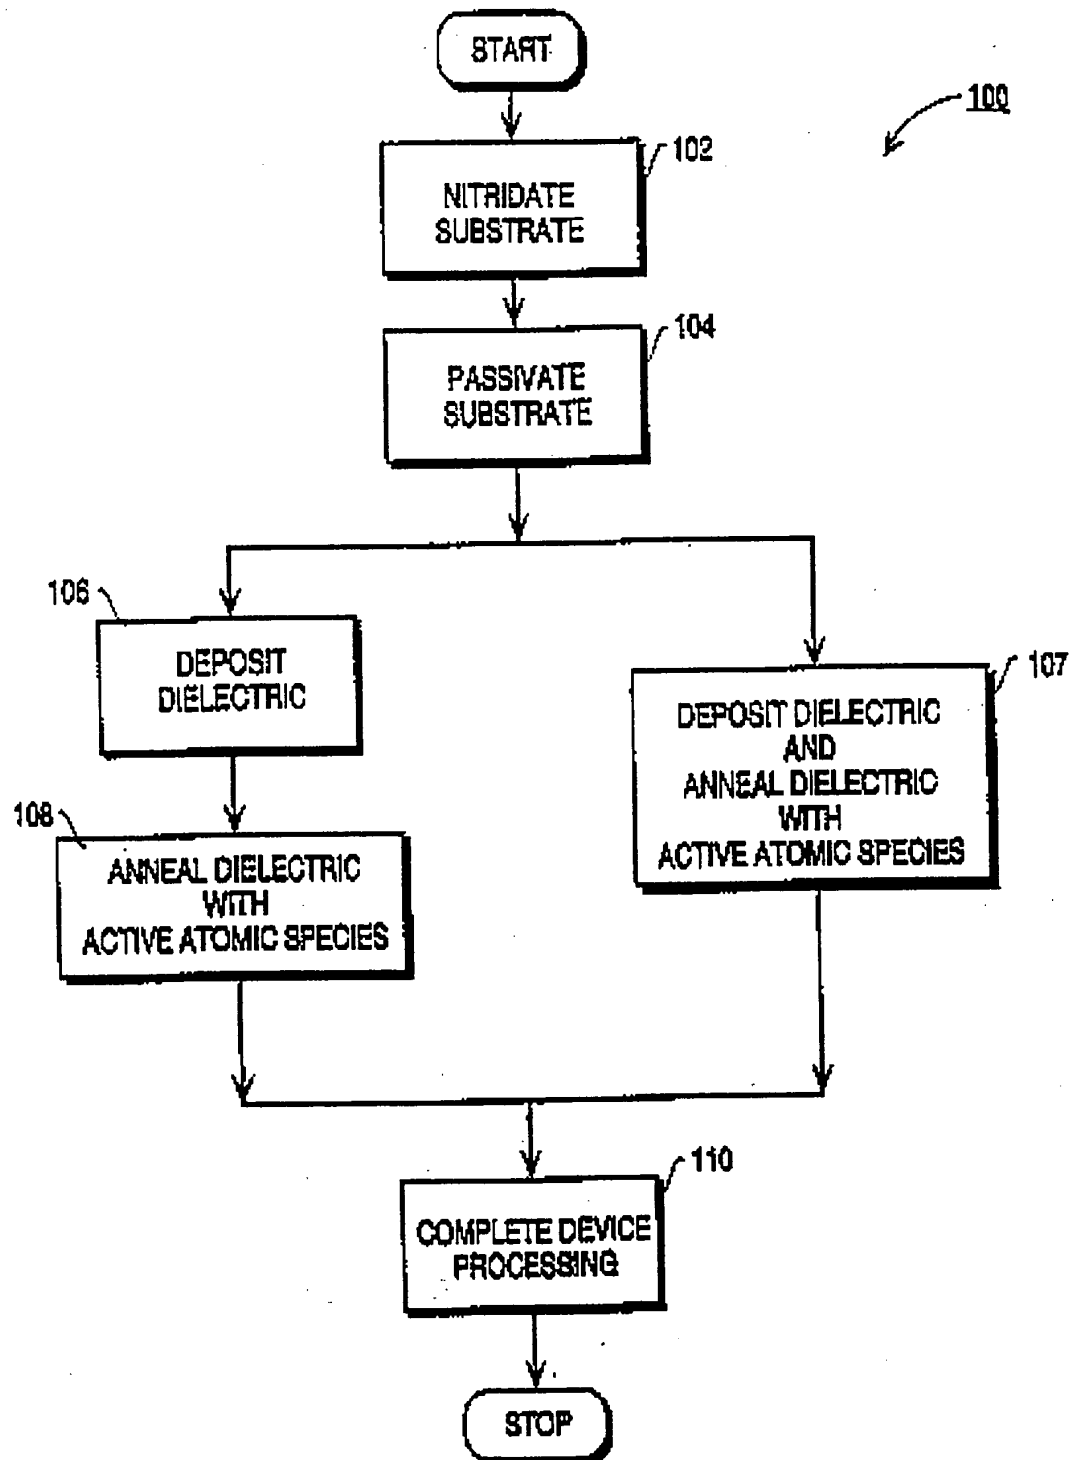 START
100
102
NITRIDATE
SUBSTRATE
104
PASSIVATE
SUBSTRATE
106
DEPOSIT
DIELECTRIC
107
DEPOSIT DIELECTRIC
AND
ANNEAL DIELECTRIC
WITH
ACTIVE ATOMIC SPECIES
108
ANNEAL DIELECTRIC
WITH
ACTIVE ATOMIC SPECIES
110
COMPLETE DEVICE
PROCESSING
STOP